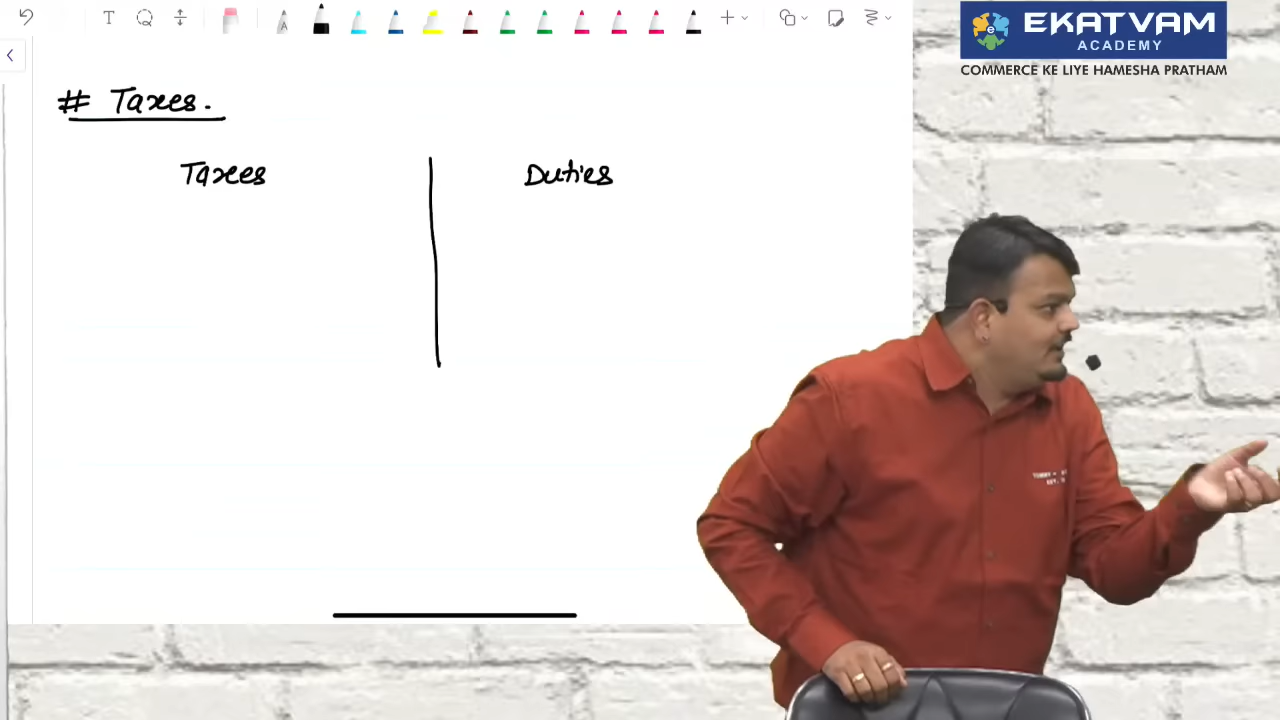 EKATVAM
ACADEMY
COMMERCE KE LIYE HAMESHA PRATHAM
# Taxes.
Taxes
Duties